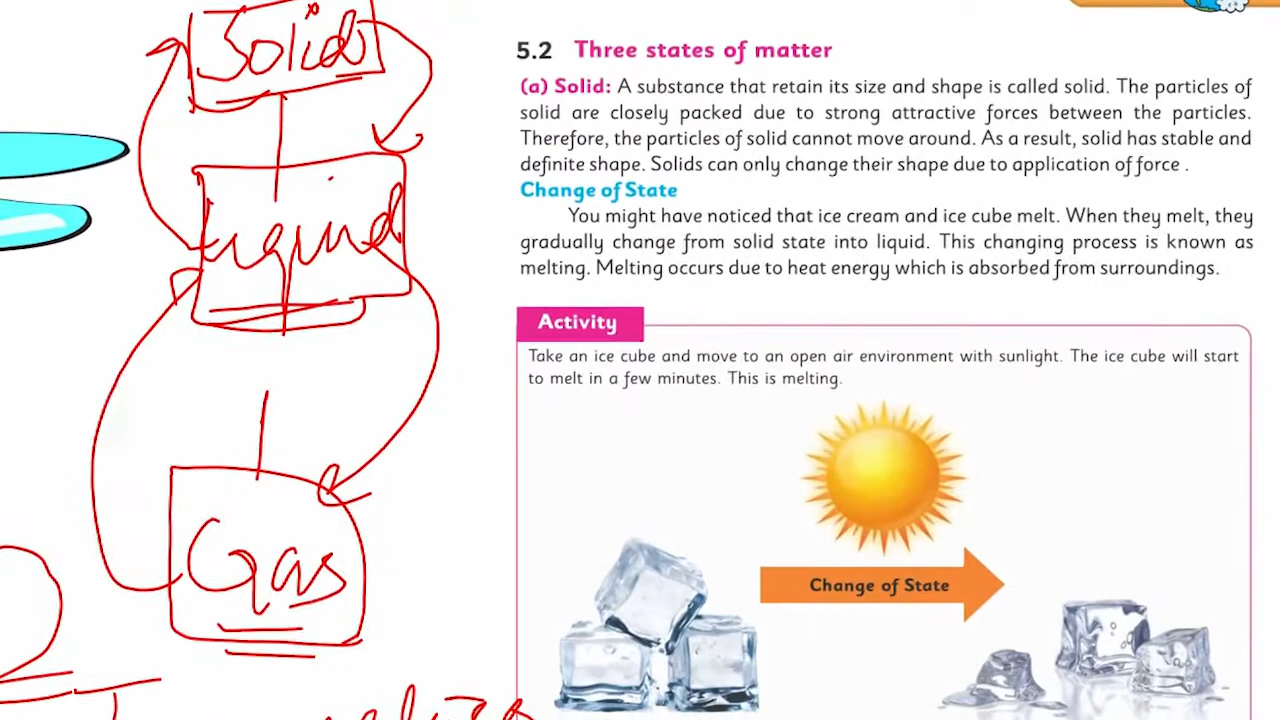 Solid
Liquid
Gas
5.2 Three states of matter
(a) Solid: A substance that retain its size and shape is called solid. The particles of
solid are closely packed due to strong attractive forces between the particles.
Therefore, the particles of solid cannot move around. As a result, solid has stable and
definite shape. Solids can only change their shape due to application of force .
Change of State
You might have noticed that ice cream and ice cube melt. When they melt, they
gradually change from solid state into liquid. This changing process is known as
melting. Melting occurs due to heat energy which is absorbed from surroundings.
Activity
Take an ice cube and move to an open air environment with sunlight. The ice cube will start
to melt in a few minutes. This is melting.
Change of State